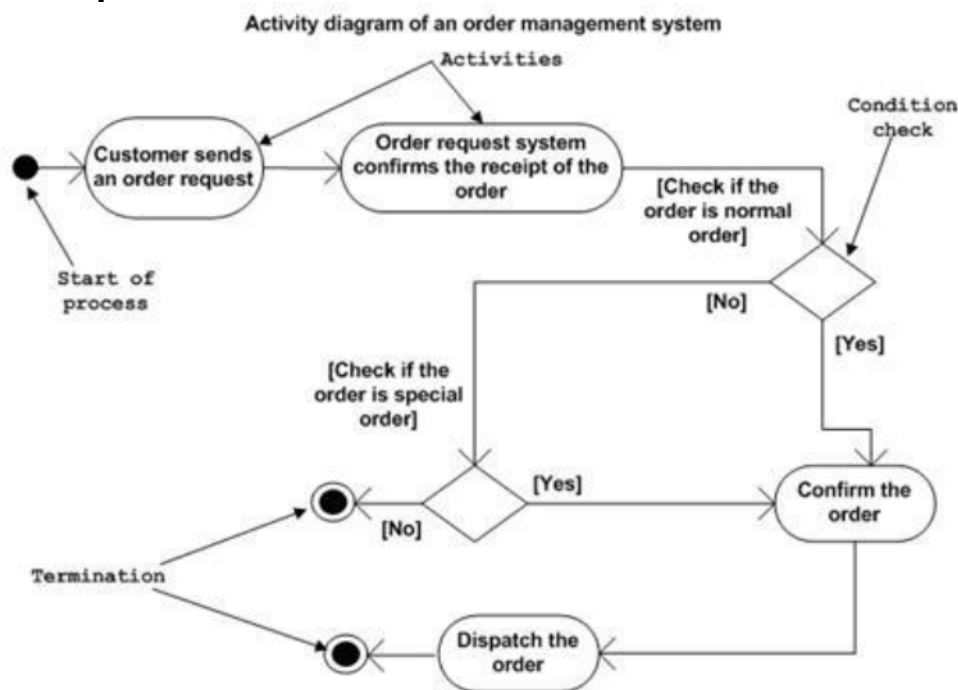 Activity diagram of an order management system
Activities
Condition
check
Customer sends
an order request
Order request system
confirms the receipt of the
order
[Check if the
order is normal
order]
Start of
process
[No]
[Yes]
[Check if the
order is special
order]
[Yes]
[No]
Confirm the
order
Termination
Dispatch the
order